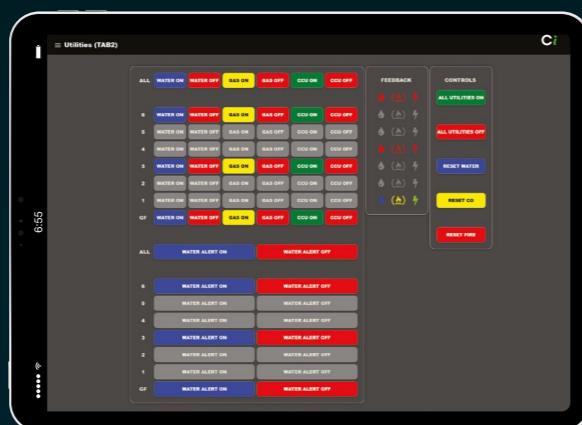 Ci
≡ Utilities (TAB2)
6:55
ALL WATER ON WATER OFF GAS ON GAS OFF CCU ON CCU OFF
6 WATER ON WATER OFF GAS ON GAS OFF CCU ON CCU OFF
5 WATER ON WATER OFF GAS ON GAS OFF CCU ON CCU OFF
4 WATER ON WATER OFF GAS ON GAS OFF CCU ON CCU OFF
3 WATER ON WATER OFF GAS ON GAS OFF CCU ON CCU OFF
2 WATER ON WATER OFF GAS ON GAS OFF CCU ON CCU OFF
1 WATER ON WATER OFF GAS ON GAS OFF CCU ON CCU OFF
GF WATER ON WATER OFF GAS ON GAS OFF CCU ON CCU OFF
ALL WATER ALERT ON WATER ALERT OFF
6 WATER ALERT ON WATER ALERT OFF
5 WATER ALERT ON WATER ALERT OFF
4 WATER ALERT ON WATER ALERT OFF
3 WATER ALERT ON WATER ALERT OFF
2 WATER ALERT ON WATER ALERT OFF
1 WATER ALERT ON WATER ALERT OFF
GF WATER ALERT ON WATER ALERT OFF
FEEDBACK
CONTROLS
ALL UTILITIES ON
ALL UTILITIES OFF
RESET WATER
RESET CO
RESET FIRE